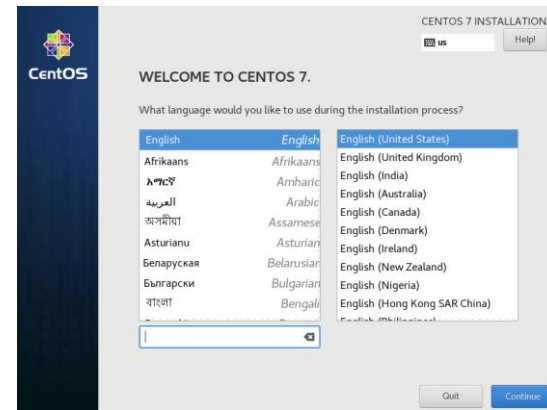 CENTOS 7 INSTALLATION
us
Help!
CentOS
WELCOME TO CENTOS 7.
What language would you like to use during the installation process?
English English
Afrikaans Afrikaans
አማርኛ Amharic
العربية Arabic
অসমীয়া Assamese
Asturianu Asturian
Беларуская Belarusian
Български Bulgarian
বাংলা Bengali
English (United States)
English (United Kingdom)
English (India)
English (Australia)
English (Canada)
English (Denmark)
English (Ireland)
English (New Zealand)
English (Nigeria)
English (Hong Kong SAR China)
English (Philippines)
Quit
Continue